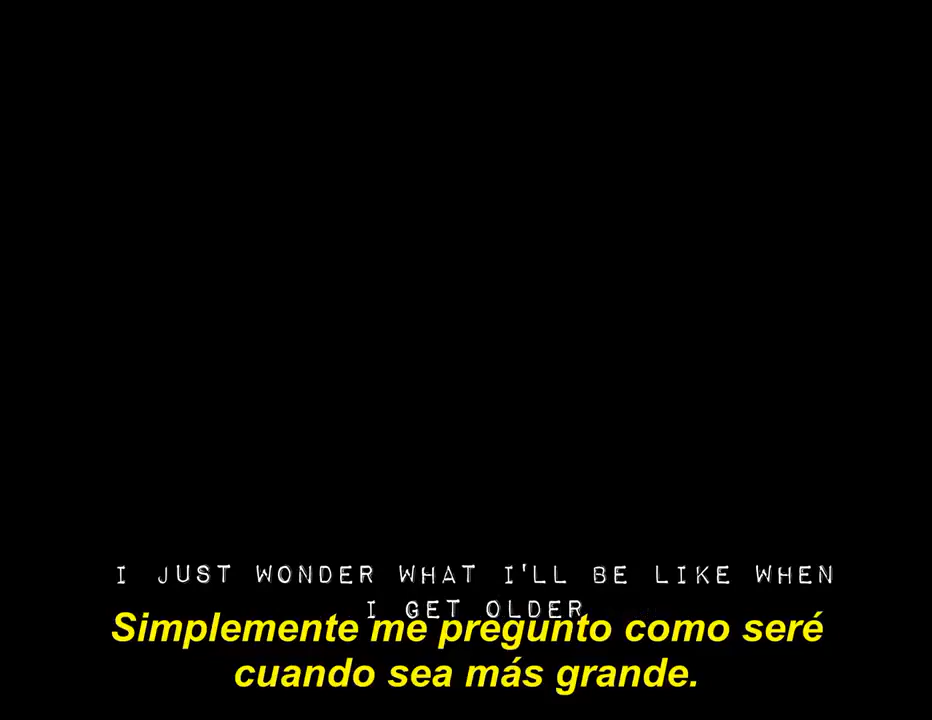 I JUST WONDER WHAT I'LL BE LIKE WHEN
I GET OLDER
Simplemente me pregunto como seré
cuando sea más grande.